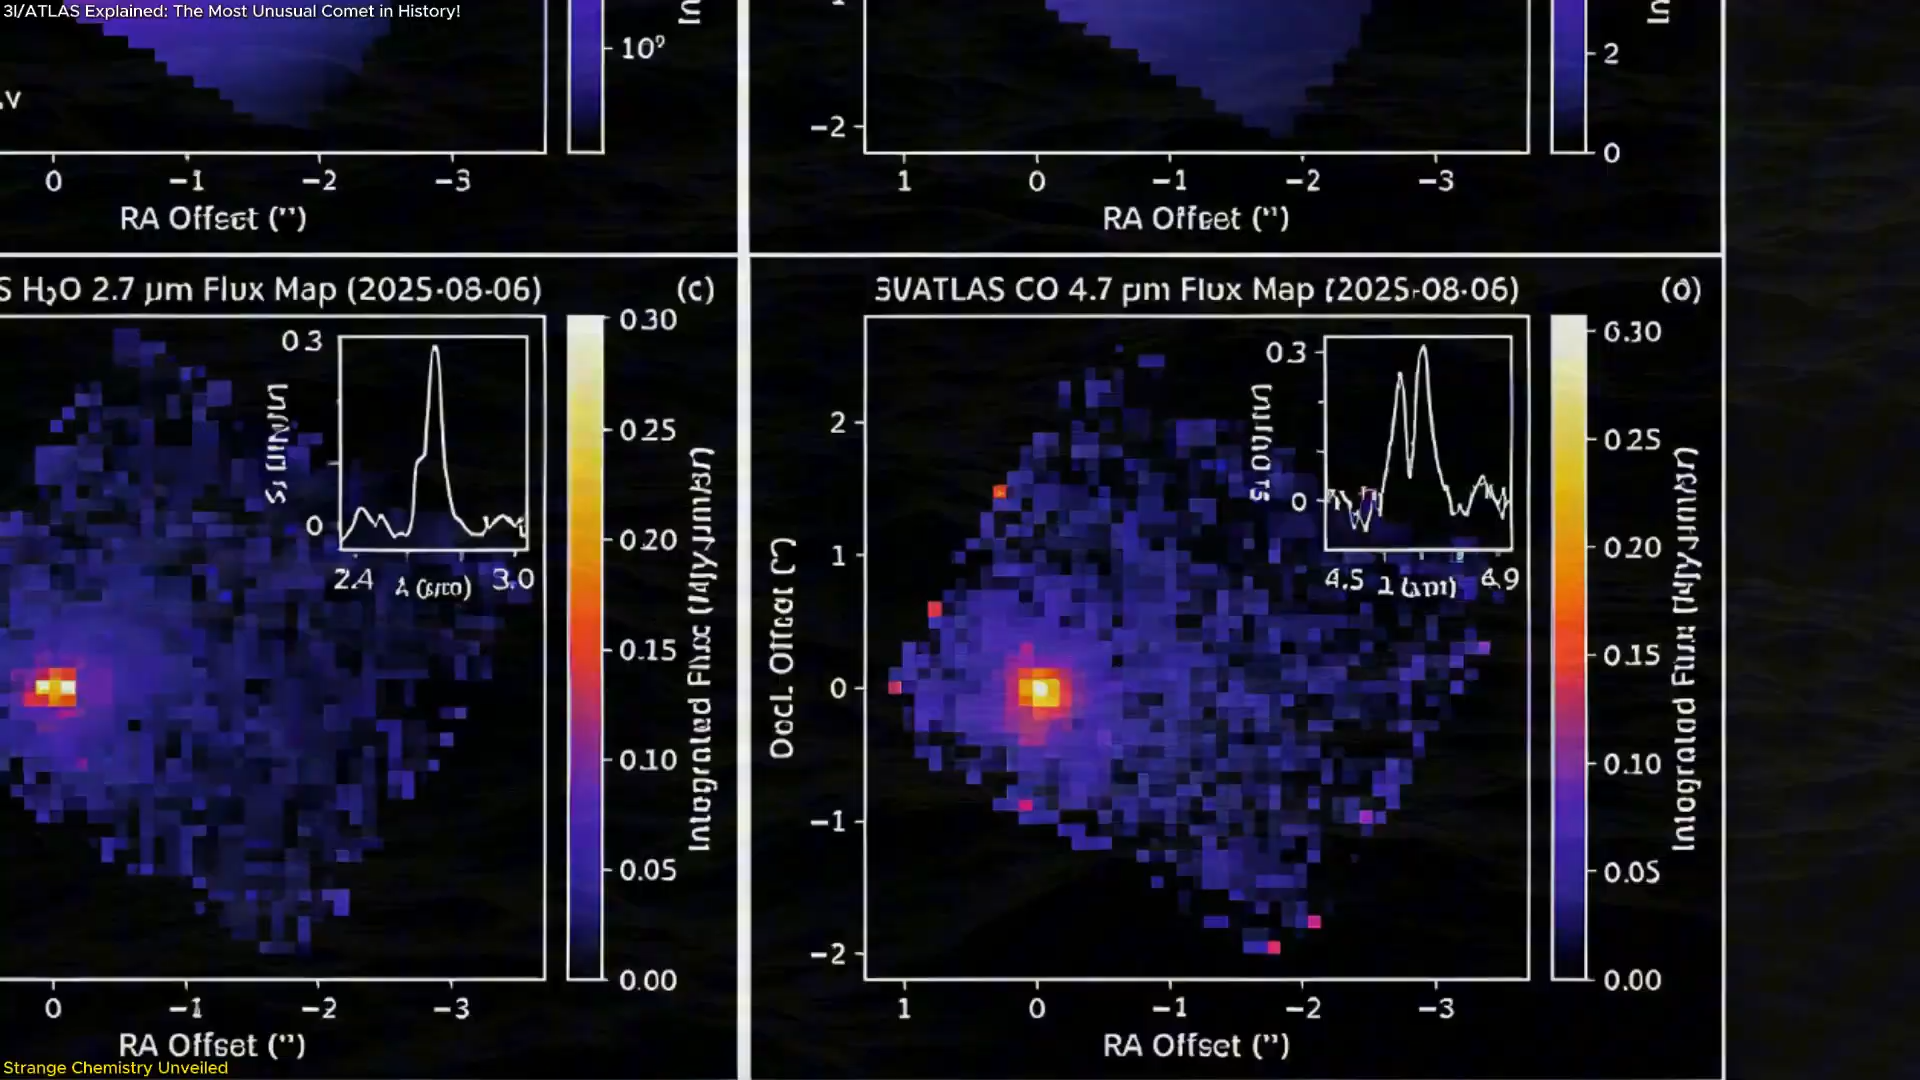 3I/ATLAS Explained: The Most Unusual Comet in History!
10⁰
2
-2
0
0 -1 -2 -3
1 0 -1 -2 -3
RA Offset (")
RA Offset (")
S H₂O 2.7 μm Flux Map (2025-08-06) (c)
0.30
0.25
0.20
0.15
0.10
0.05
0.00
0.3
0
2.4 3.0
0 -1 -2 -3
RA Offset (")
3I/ATLAS CO 4.7 μm Flux Map (2025-08-06)
2
1
0
-1
-2
0.3
0
4.5
0.25
0.20
0.15
0.10
0.05
0.00
1 0 -1 -2 -3
RA Offset (")
Strange Chemistry Unveiled